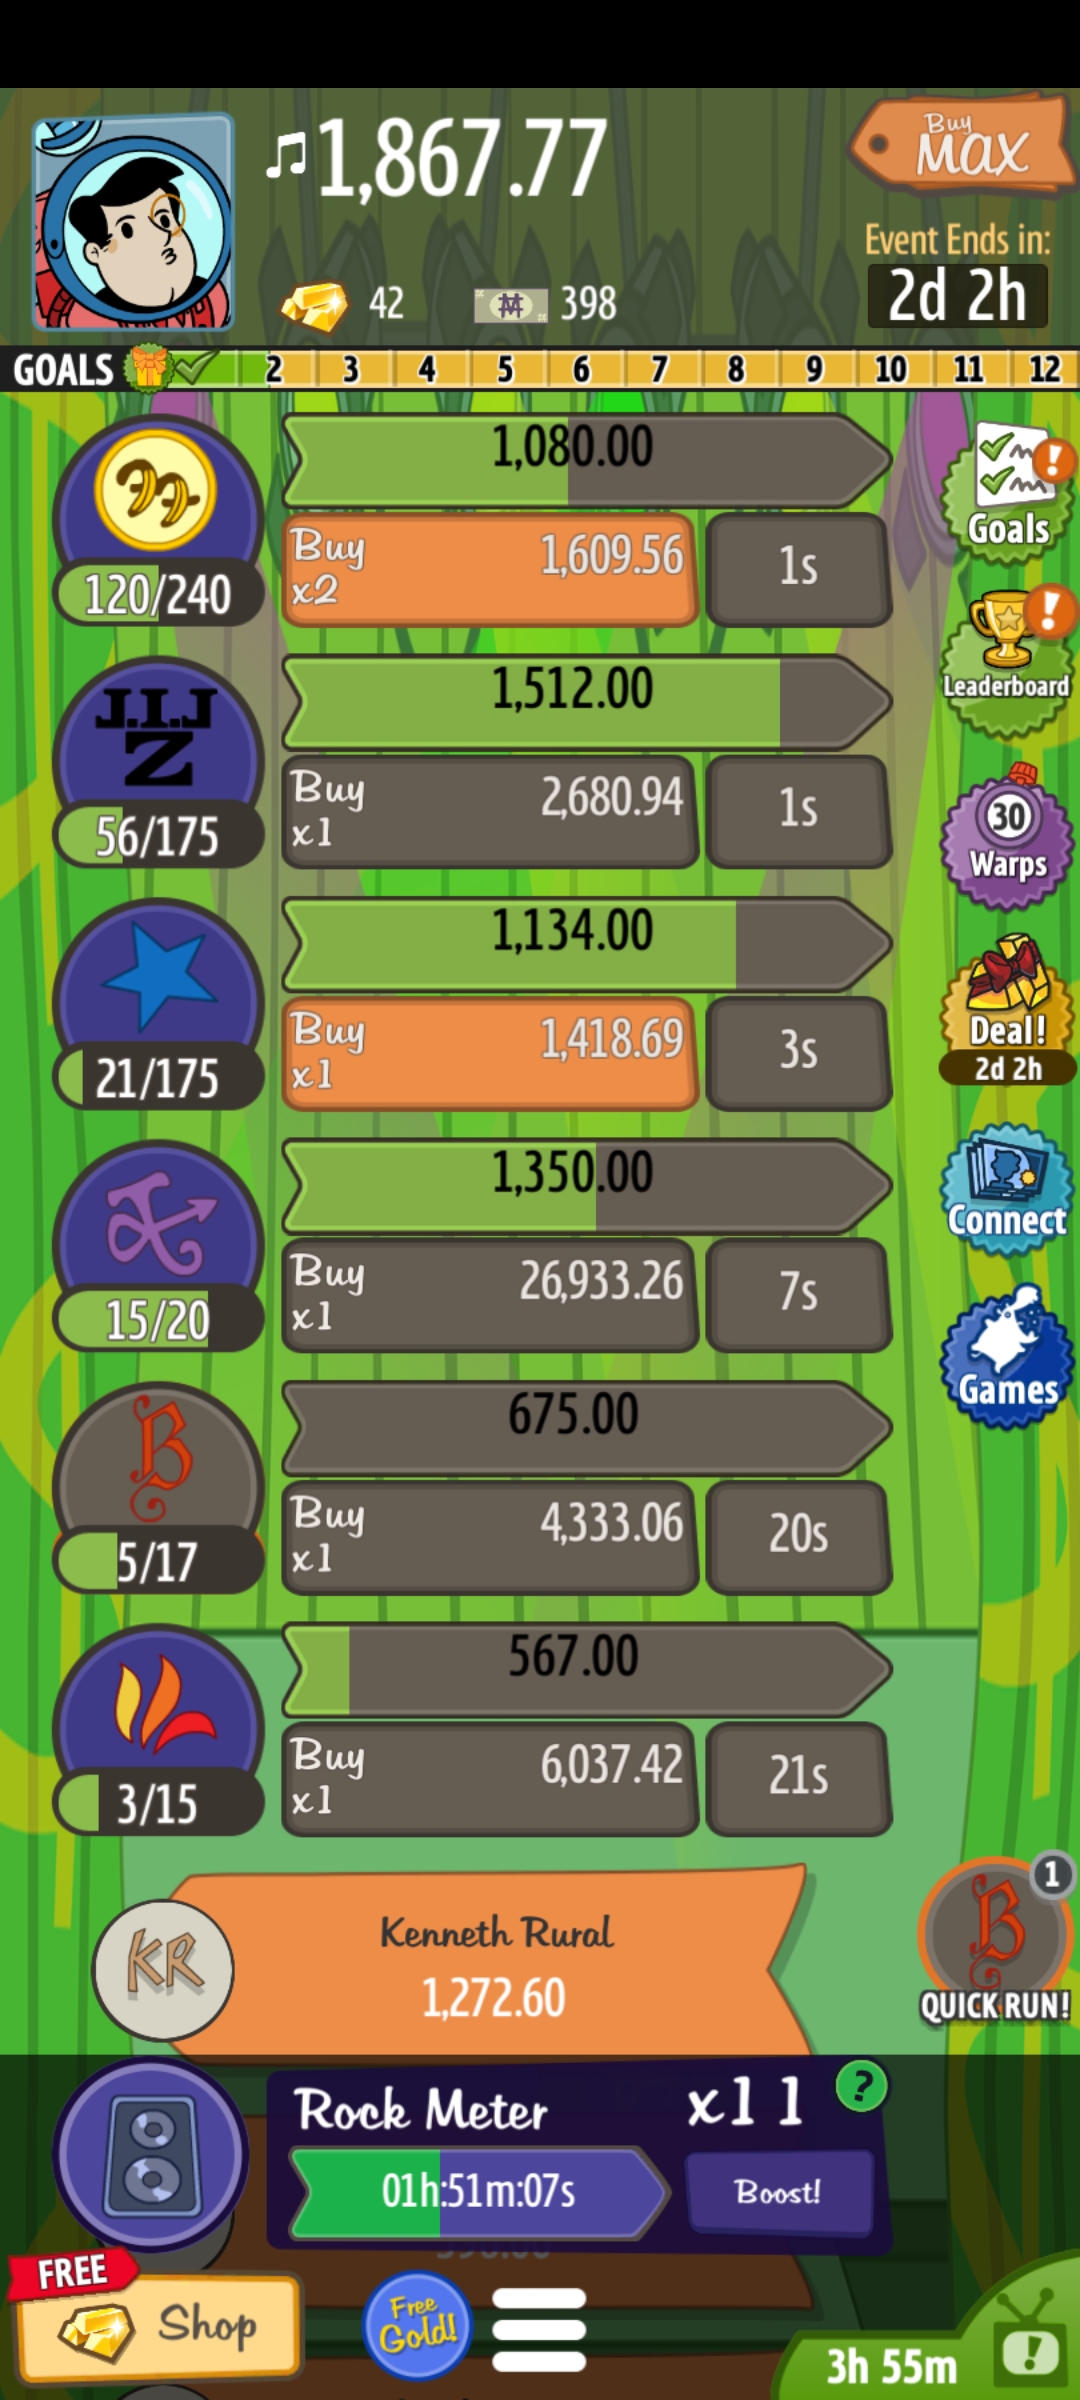 ♫1,867.77
Buy
MAX
Event Ends in:
2d 2h
42
398
GOALS 2 3 4 5 6 7 8 9 10 11 12
1,080.00
Buy
x2
1,609.56
1s
120/240
Goals
J.I.J
Z
1,512.00
Buy
x1
2,680.94
1s
56/175
Leaderboard
30
Warps
1,134.00
Buy
x1
1,418.69
3s
21/175
Deal!
2d 2h
1,350.00
Buy
x1
26,933.26
7s
15/20
Connect
B
675.00
Buy
x1
4,333.06
20s
5/17
Games
567.00
Buy
x1
6,037.42
21s
3/15
KR
Kenneth Rural
1,272.60
B
1
QUICK RUN!
Rock Meter
x11
?
01h:51m:07s
Boost!
FREE
Shop
Free
Gold!
3h 55m